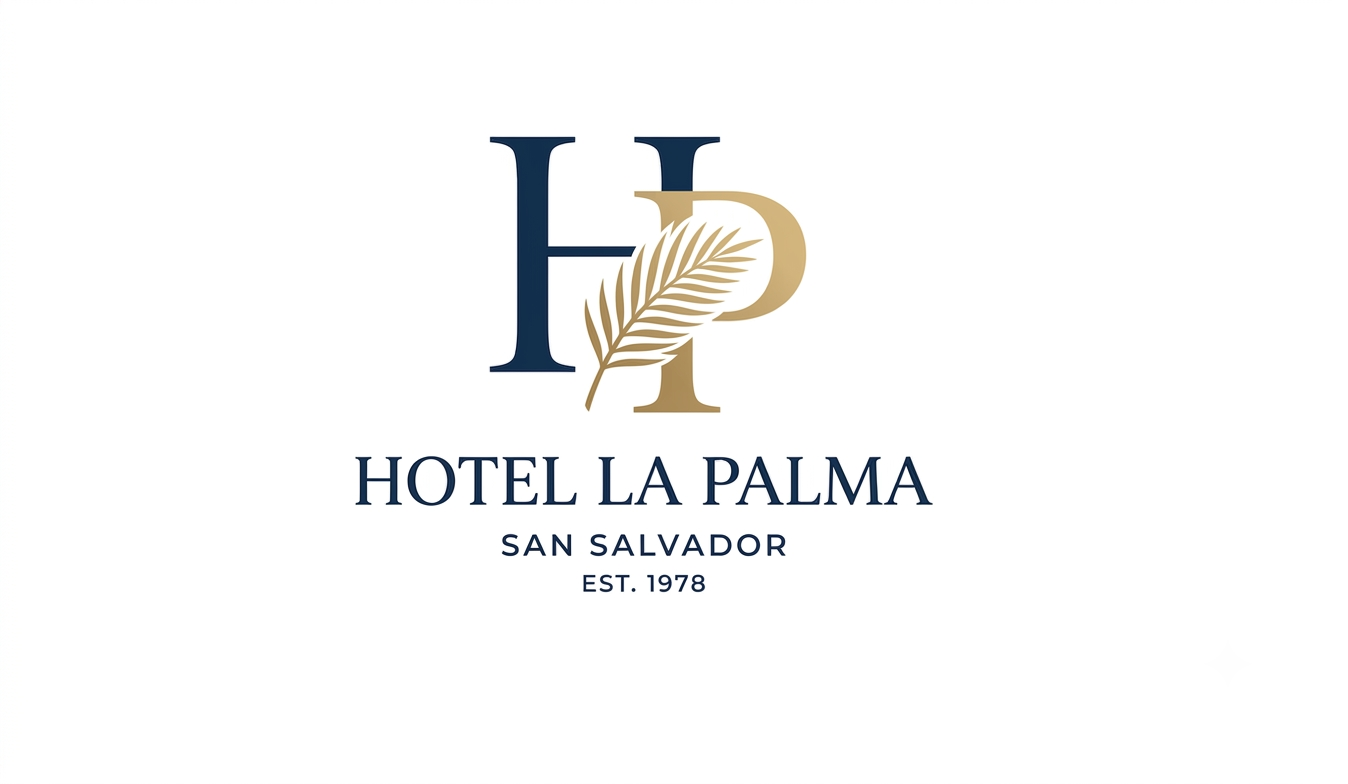 HP
HOTEL LA PALMA
SAN SALVADOR
EST. 1978